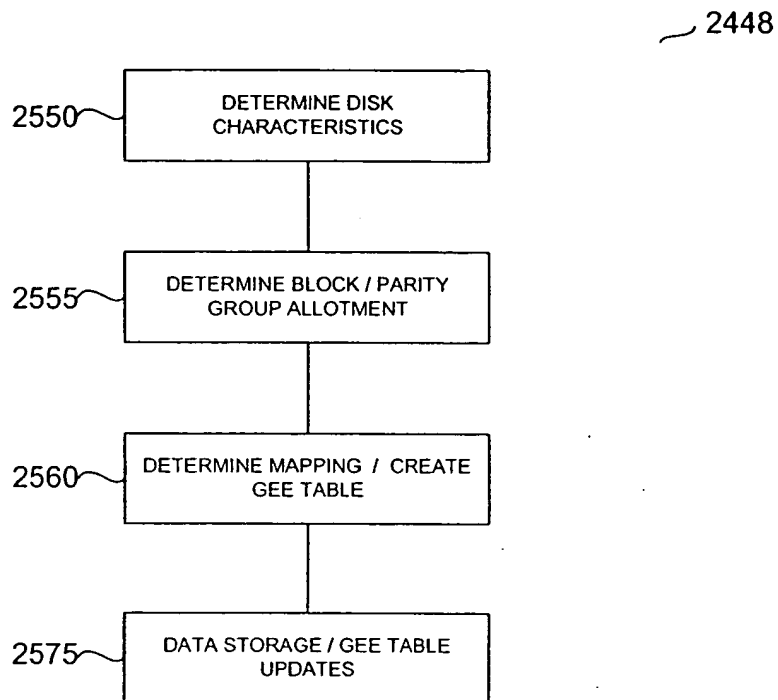 2448
2550
DETERMINE DISK
CHARACTERISTICS
2555
DETERMINE BLOCK / PARITY
GROUP ALLOTMENT
2560
DETERMINE MAPPING / CREATE
GEE TABLE
2575
DATA STORAGE / GEE TABLE
UPDATES